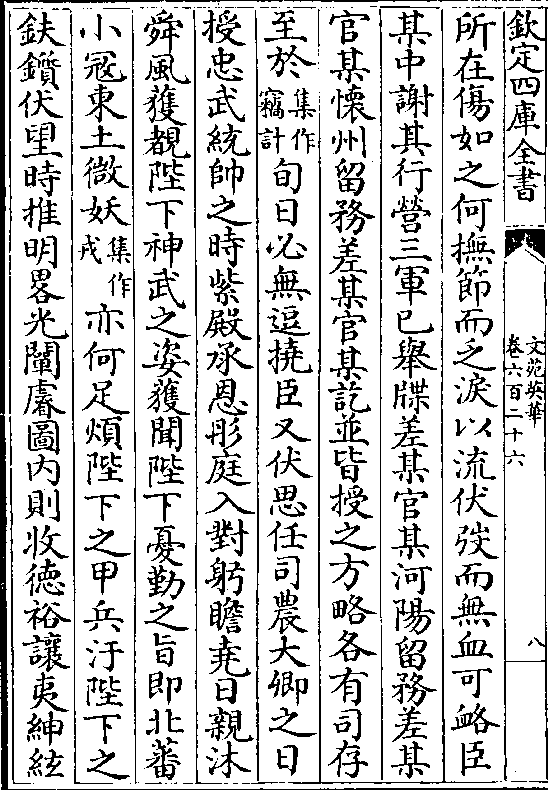 欽定四庫全書
文苑英華
卷六百二十六
八
所在傷如之何撫節而乏淚以流伏弢而無血可衂臣
某中謝其行營三軍已舉牒差某官某河陽留務差某
官某懷州留務差某官某訖並皆授之方略各有司存
至於集作竊計旬日必無逗撓臣又伏思任司農大卿之日
授忠武統帥之時紫殿承恩彤庭入對躬瞻堯日親沐
舜風獲覩陛下神武之姿獲聞陛下憂勤之旨即北蕃
小冦東土微妖集作戎亦何足煩陛下之甲兵汙陛下之
鈇鑕伏望時推明畧光闡睿圖内則收徳裕讓夷紳紘